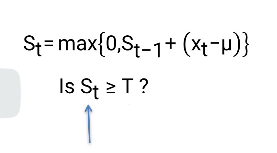 St=max{0,St-1+ (xt-μ)}
Is St ≥ T ?